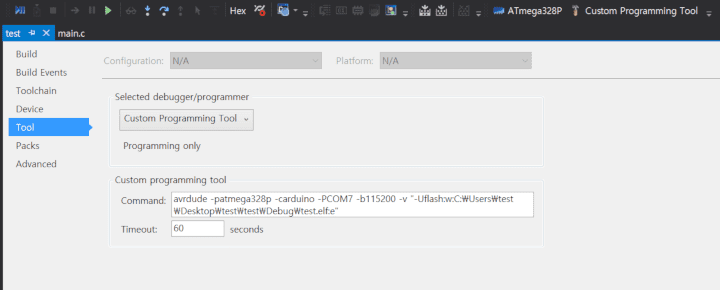 Hex
ATmega328P
Custom Programming Tool
test
main.c
Build
Configuration:
N/A
Platform:
N/A
Build Events
Toolchain
Device
Tool
Packs
Advanced
Selected debugger/programmer
Custom Programming Tool
Programming only
Custom programming tool
Command:
avrdude -patmega328p -carduino -PCOM7 -b115200 -v "-Uflash:w:C:₩Users₩test
₩Desktop₩test₩test₩Debug₩test.elf:e"
Timeout:
60
seconds